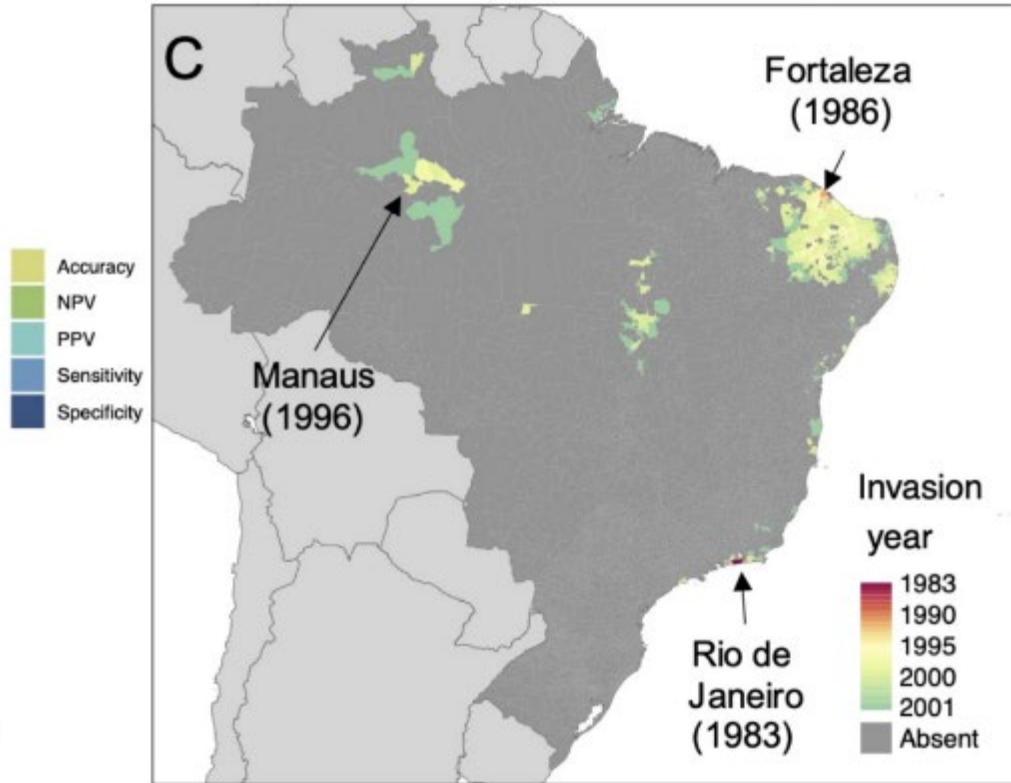 C
Fortaleza
(1986)
Accuracy
NPV
PPV
Sensitivity
Specificity
Manaus
(1996)
Invasion
year
1983
1990
1995
2000
2001
Absent
Rio de
Janeiro
(1983)